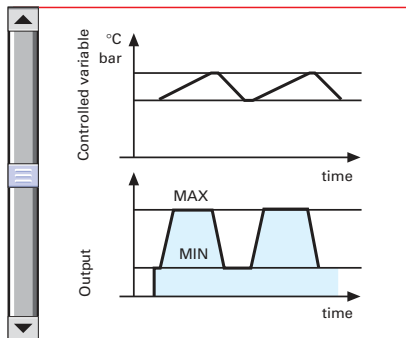 °C
bar
Controlled variable
time
MAX
MIN
Output
time